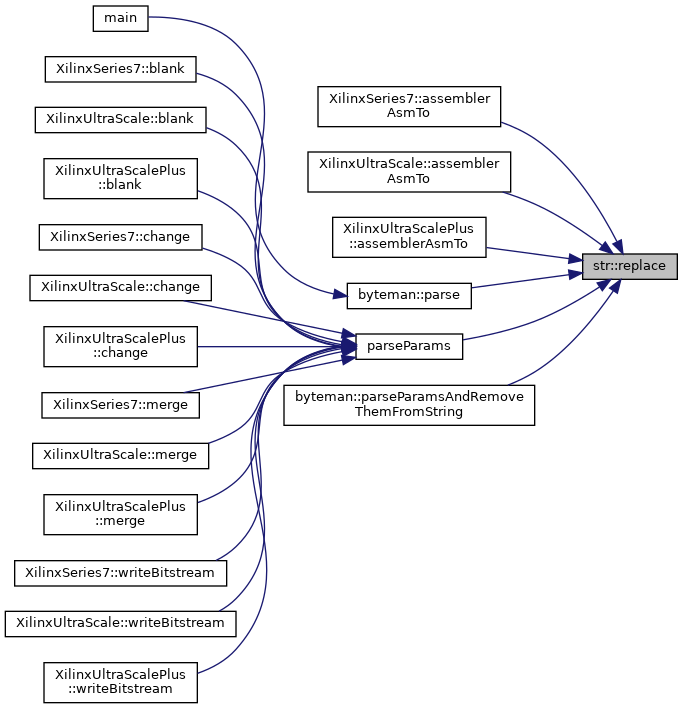 main
XilinxSeries7::blank
XilinxUltraScale::blank
XilinxUltraScalePlus
::blank
XilinxSeries7::change
XilinxUltraScale::change
XilinxUltraScalePlus
::change
XilinxSeries7::merge
XilinxUltraScale::merge
XilinxUltraScalePlus
::merge
XilinxSeries7::writeBitstream
XilinxUltraScale::writeBitstream
XilinxUltraScalePlus
::writeBitstream
XilinxSeries7::assembler
AsmTo
XilinxUltraScale::assembler
AsmTo
XilinxUltraScalePlus
::assemblerAsmTo
byteman::parse
parseParams
byteman::parseParamsAndRemove
ThemFromString
str::replace